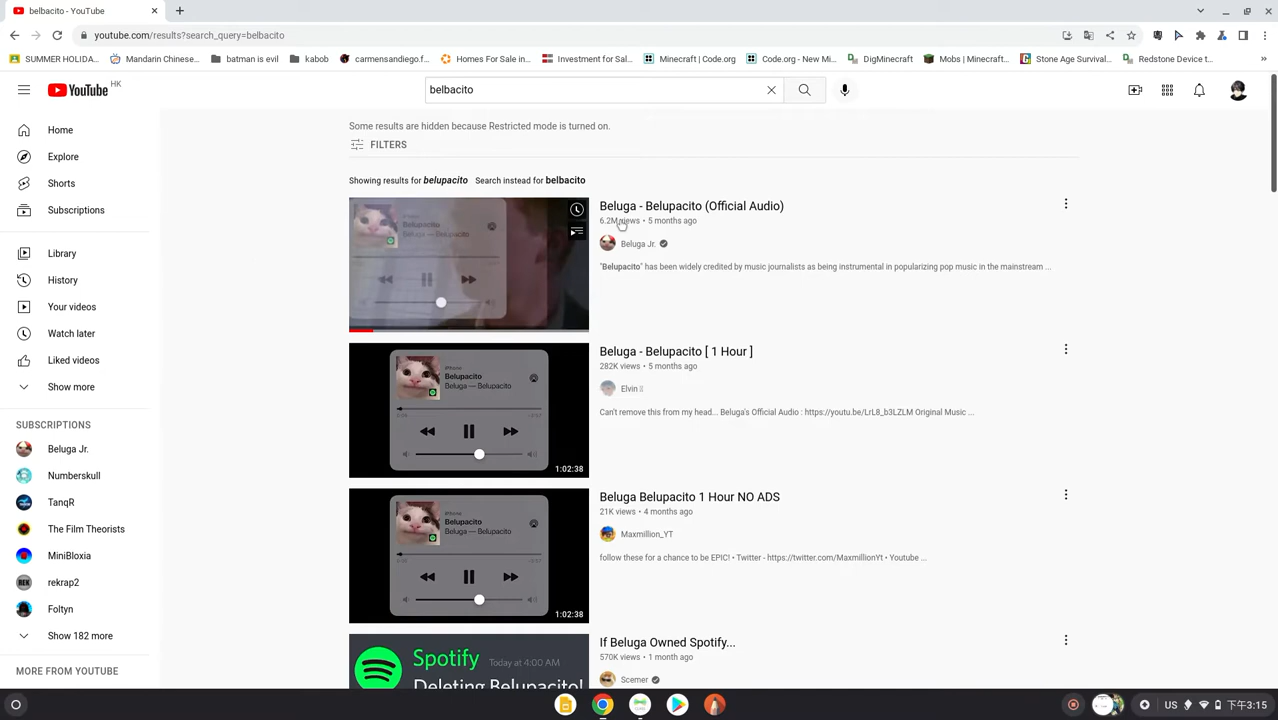 belbacito - YouTube
youtube.com/results?search_query=belbacito
SUMMER HOLIDA... Mandarin Chinese... batman is evil kabob carmensandiego.f... Homes For Sale in... Investment for Sal... Minecraft | Code.org Code.org - New Mi... DigMinecraft Mobs | Minecraft:... Stone Age Survival... Redstone Device t... »
YouTube HK
belbacito
Some results are hidden because Restricted mode is turned on.
FILTERS
Showing results for belupacito Search instead for belbacito
Home
Explore
Shorts
Subscriptions
Library
History
Your videos
Watch later
Liked videos
Show more
SUBSCRIPTIONS
Beluga Jr.
Numberskull
TanqR
The Film Theorists
MiniBloxia
REK
rekrap2
Foltyn
Show 182 more
MORE FROM YOUTUBE
Belupacito
Beluga - Belupacito
Beluga - Belupacito (Official Audio)
6.2M views • 5 months ago
Beluga Jr.
"Belupacito" has been widely credited by music journalists as being instrumental in popularizing pop music in the mainstream ...
iPhone
Belupacito
Beluga — Belupacito
1:02:38
Beluga - Belupacito [ 1 Hour ]
282K views • 5 months ago
Elvin
Can't remove this from my head... Beluga's Official Audio : https://youtu.be/LrL8_b3LZLM Original Music ...
iPhone
Belupacito
Beluga — Belupacito
1:02:38
Beluga Belupacito 1 Hour NO ADS
21K views • 4 months ago
Maxmillion_YT
follow these for a chance to be EPIC! • Twitter - https://twitter.com/MaxmillionYt • Youtube ...
Spotify Today at 4:00 AM
Deleting Belupacito!
If Beluga Owned Spotify...
570K views • 1 month ago
Scemer
US 下午3:15